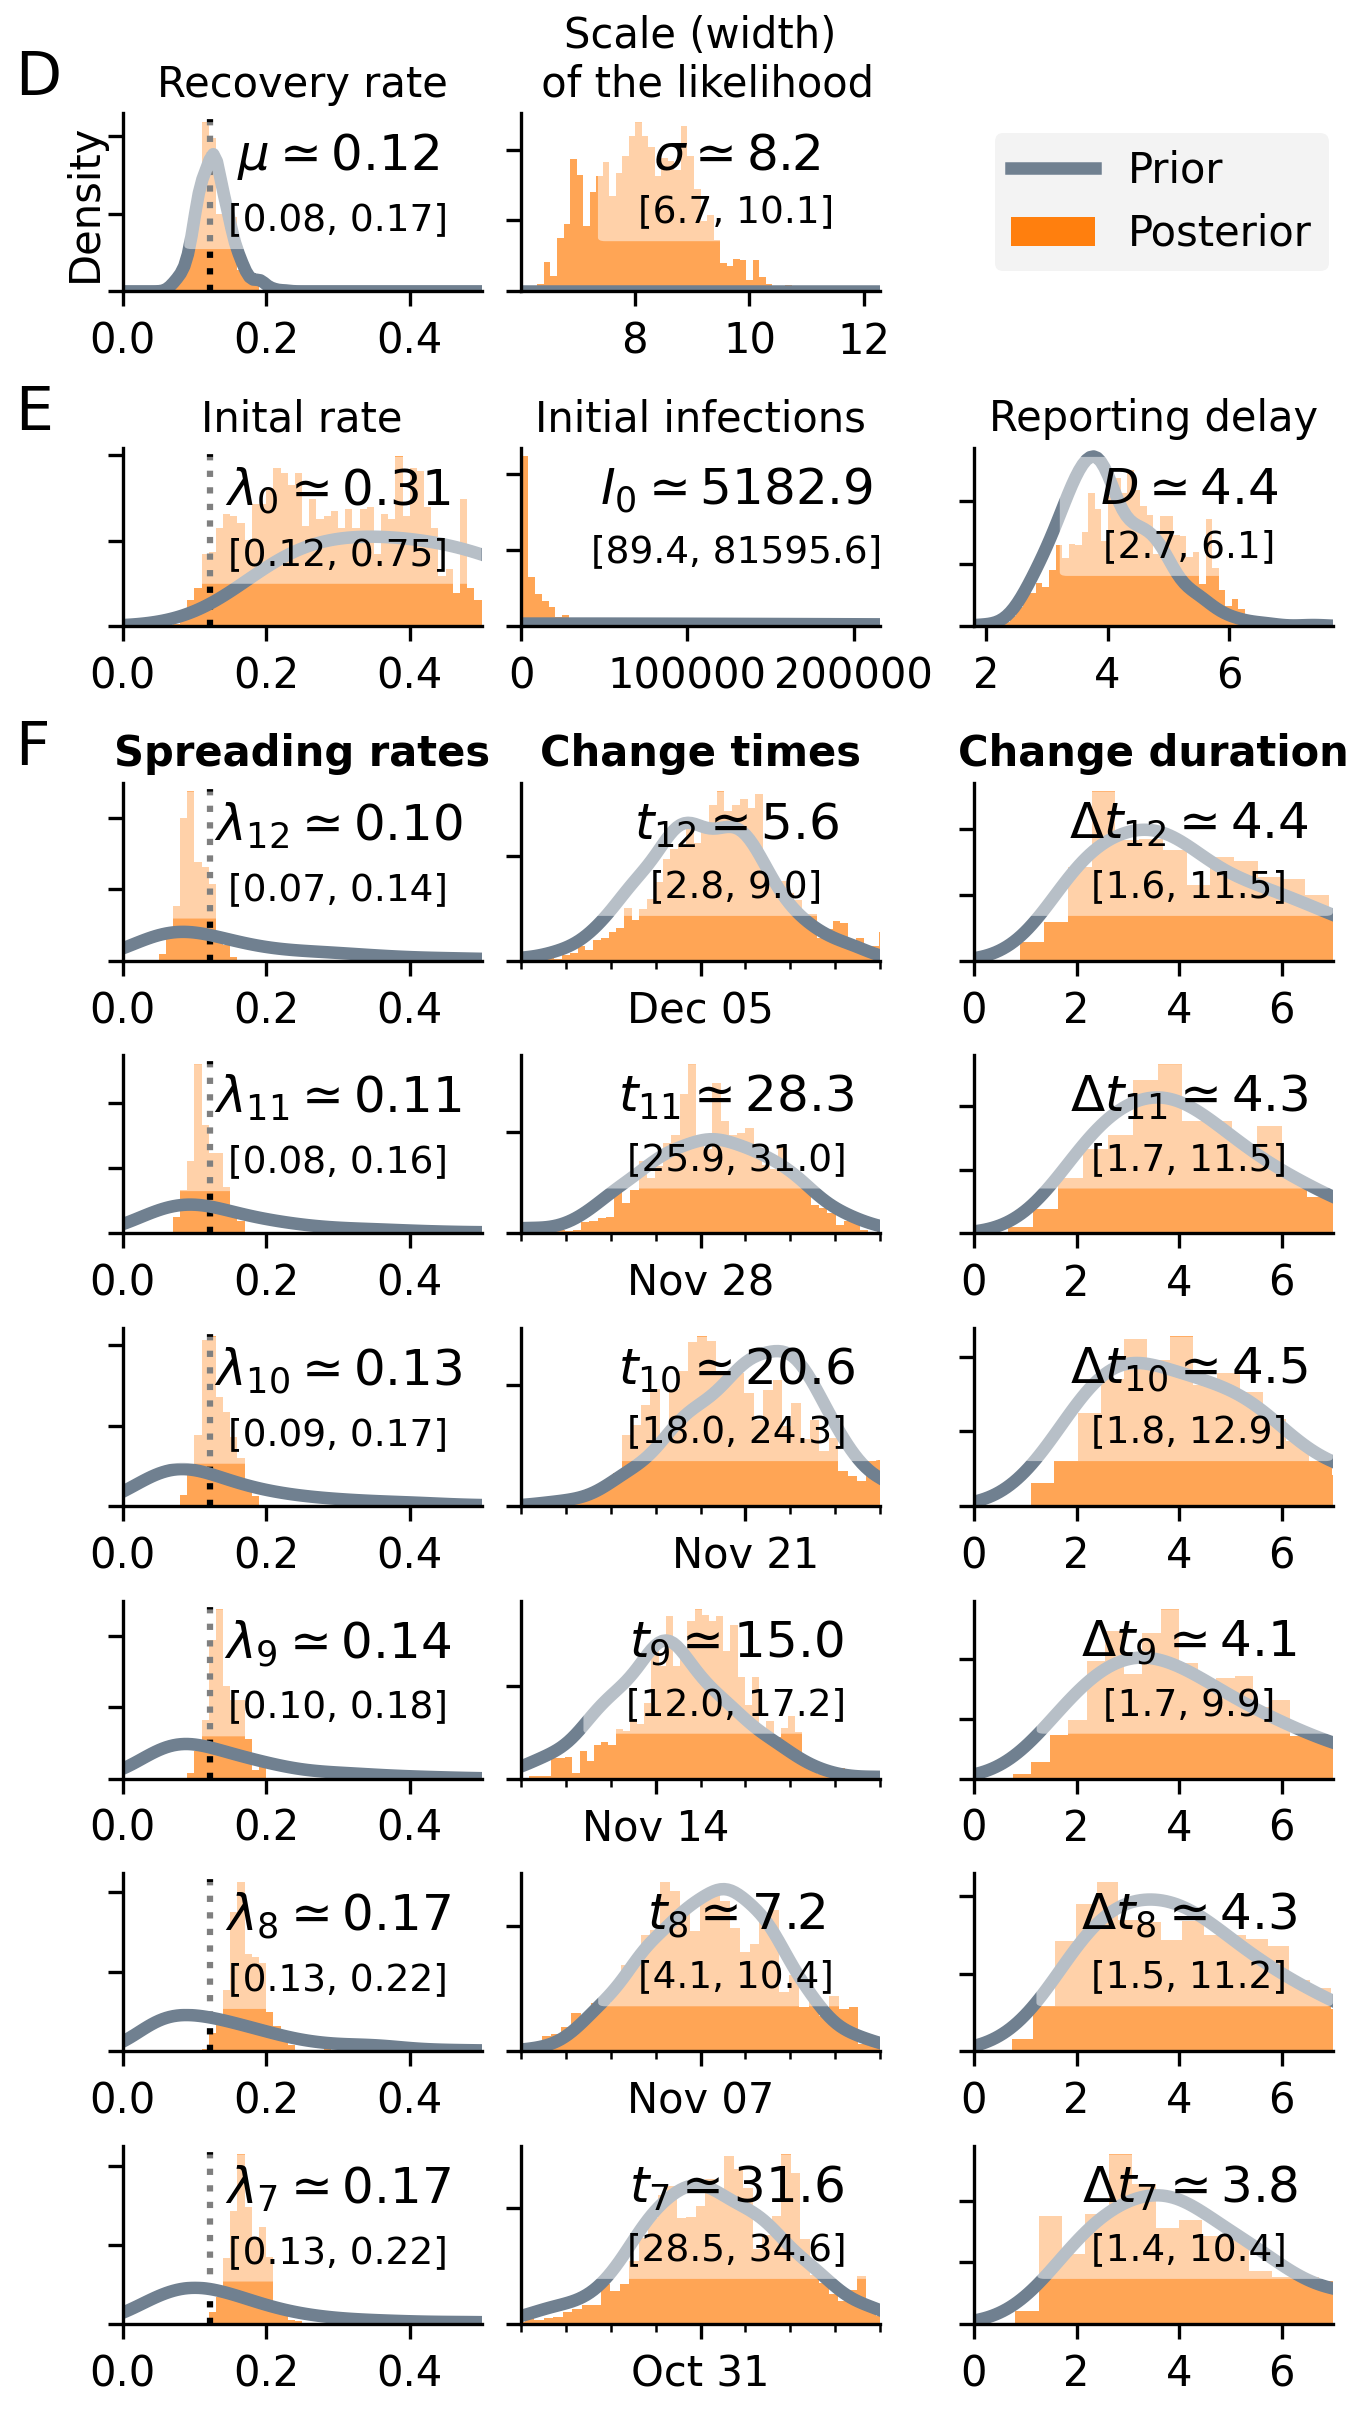 D
Recovery rate
Scale (width)
of the likelihood
Density
μ ≃ 0.12
[0.08, 0.17]
0.0 0.2 0.4
σ ≃ 8.2
[6.7, 10.1]
8 10 12
Prior
Posterior
E
Inital rate
λ0 ≃ 0.31
[0.12, 0.75]
0.0 0.2 0.4
Initial infections
I0 ≃ 5182.9
[89.4, 81595.6]
0 100000 200000
Reporting delay
D ≃ 4.4
[2.7, 6.1]
2 4 6
F
Spreading rates
Change times
Change duration
λ12 ≃ 0.10
[0.07, 0.14]
0.0 0.2 0.4
t12 ≃ 5.6
[2.8, 9.0]
Dec 05
Δt12 ≃ 4.4
[1.6, 11.5]
0 2 4 6
λ11 ≃ 0.11
[0.08, 0.16]
0.0 0.2 0.4
t11 ≃ 28.3
[25.9, 31.0]
Nov 28
Δt11 ≃ 4.3
[1.7, 11.5]
0 2 4 6
λ10 ≃ 0.13
[0.09, 0.17]
0.0 0.2 0.4
t10 ≃ 20.6
[18.0, 24.3]
Nov 21
Δt10 ≃ 4.5
[1.8, 12.9]
0 2 4 6
λ9 ≃ 0.14
[0.10, 0.18]
0.0 0.2 0.4
t9 ≃ 15.0
[12.0, 17.2]
Nov 14
Δt9 ≃ 4.1
[1.7, 9.9]
0 2 4 6
λ8 ≃ 0.17
[0.13, 0.22]
0.0 0.2 0.4
t8 ≃ 7.2
[4.1, 10.4]
Nov 07
Δt8 ≃ 4.3
[1.5, 11.2]
0 2 4 6
λ7 ≃ 0.17
[0.13, 0.22]
0.0 0.2 0.4
t7 ≃ 31.6
[28.5, 34.6]
Oct 31
Δt7 ≃ 3.8
[1.4, 10.4]
0 2 4 6